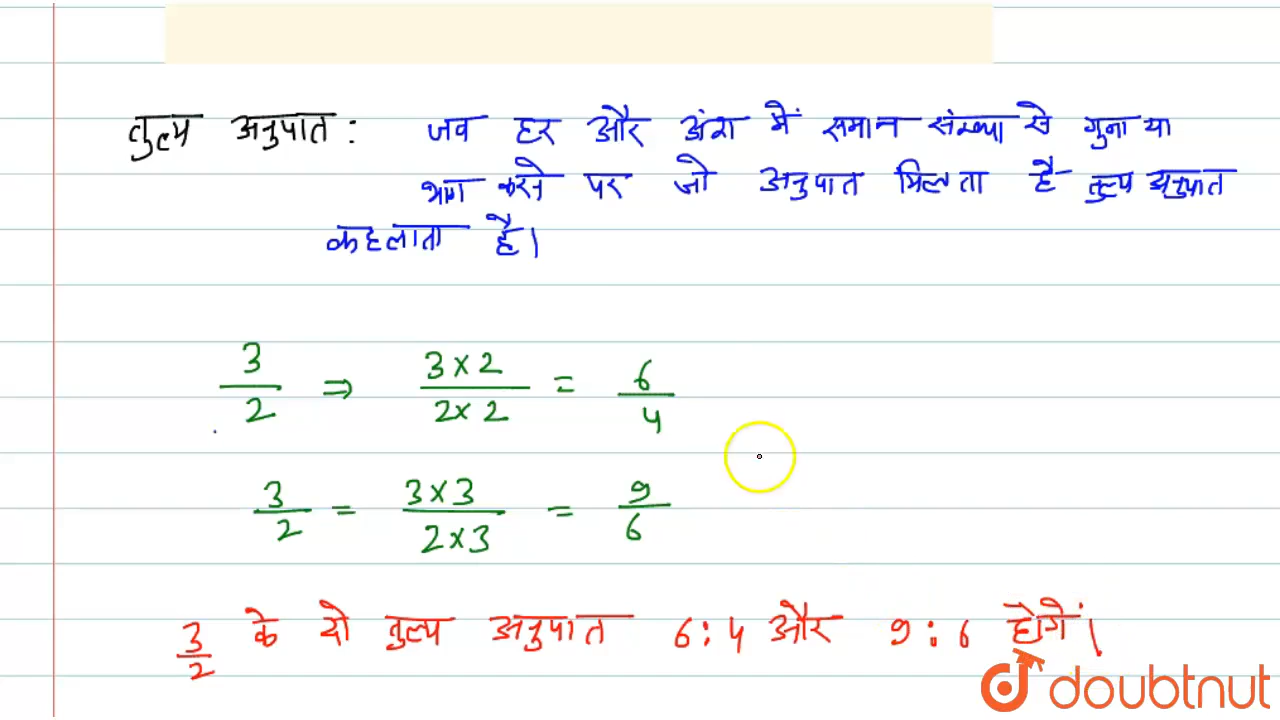 तुल्य अनुपात : जब हर और अंश में समान संख्या से गुना या
भाग करने पर जो अनुपात मिलता है तुल्य अनुपात
कहलाता है।
3/2 ⇒ 3 x 2 / 2 x 2 = 6/4
3/2 = 3 x 3 / 2 x 3 = 9/6
3/2 के दो तुल्य अनुपात 6 : 4 और 9 : 6 होगें।
doubtnut